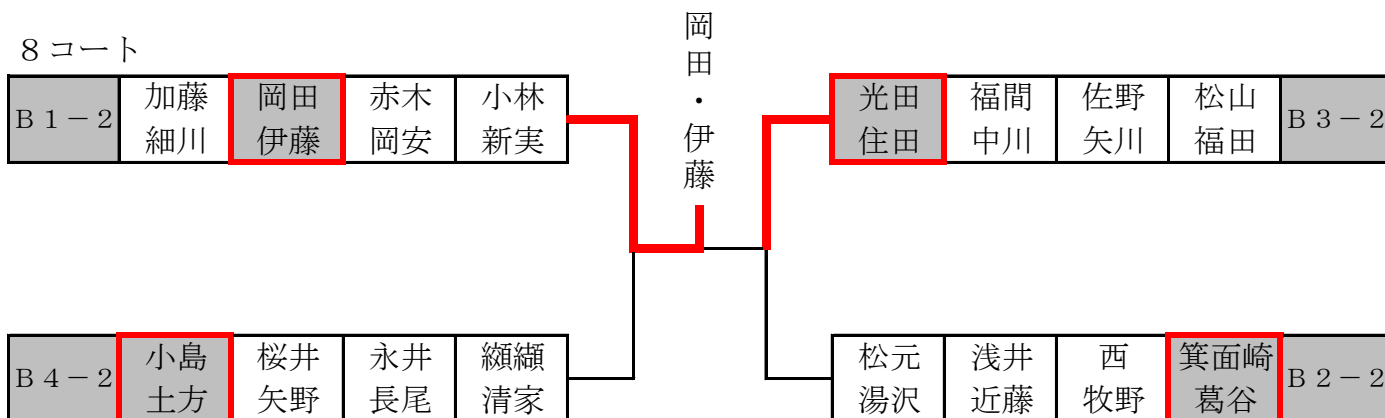 岡田・伊藤
8コート
B1-2 加藤 岡田 赤木 小林
細川 伊藤 岡安 新実
光田 福間 佐野 松山 B3-2
住田 中川 矢川 福田
B4-2 小島 桜井 永井 纐纈
土方 矢野 長尾 清家
松元 浅井 西 箕面崎 B2-2
湯沢 近藤 牧野 葛谷